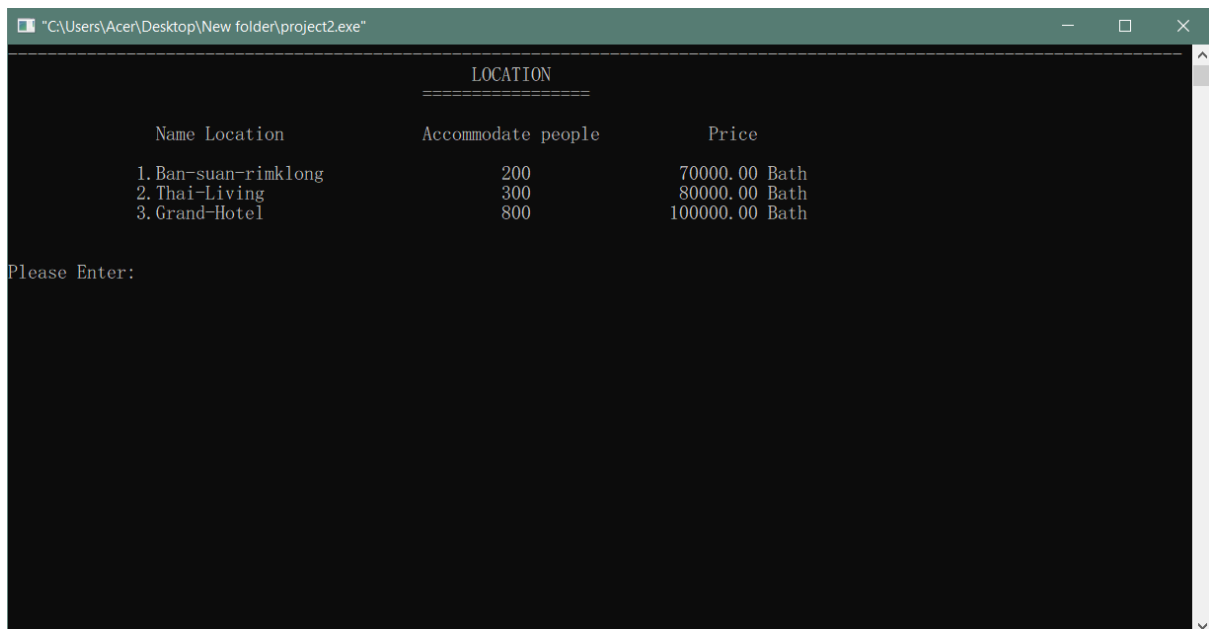 "C:\Users\Acer\Desktop\New folder\project2.exe"
LOCATION
=================
Name Location Accommodate people Price
1.Ban-suan-rimklong 200 70000.00 Bath
2.Thai-Living 300 80000.00 Bath
3.Grand-Hotel 800 100000.00 Bath
Please Enter: